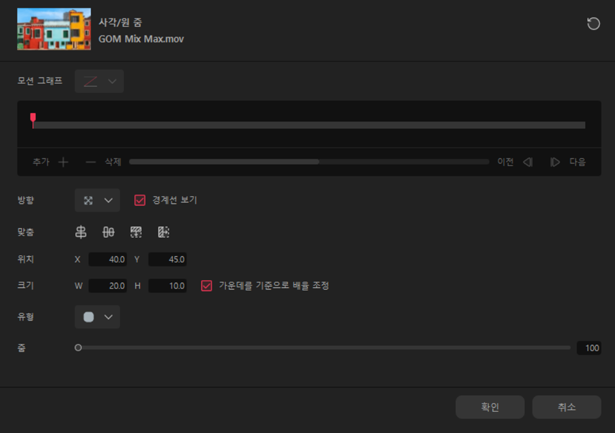 사각/원 줌
GOM Mix Max.mov
모션 그래프
추가 삭제 이전 다음
방향 경계선 보기
맞춤
위치 X 40.0 Y 45.0
크기 W 20.0 H 10.0 가운데를 기준으로 배율 조정
유형
줌 100
확인 취소